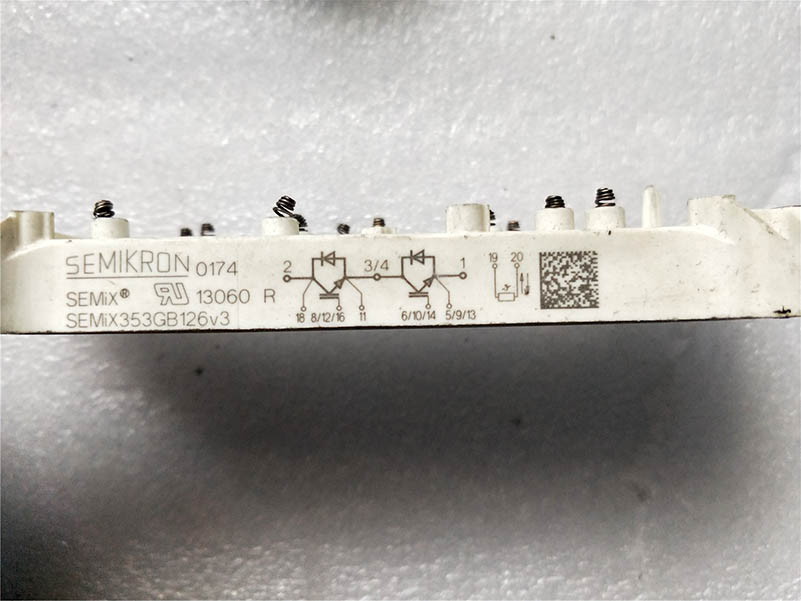 SEMIKRON 0174
SEMiX® RU 13060 R
SEMiX353GB126v3
2 3/4 1
18 8/12/16 11 6/10/14 5/9/13
19 20